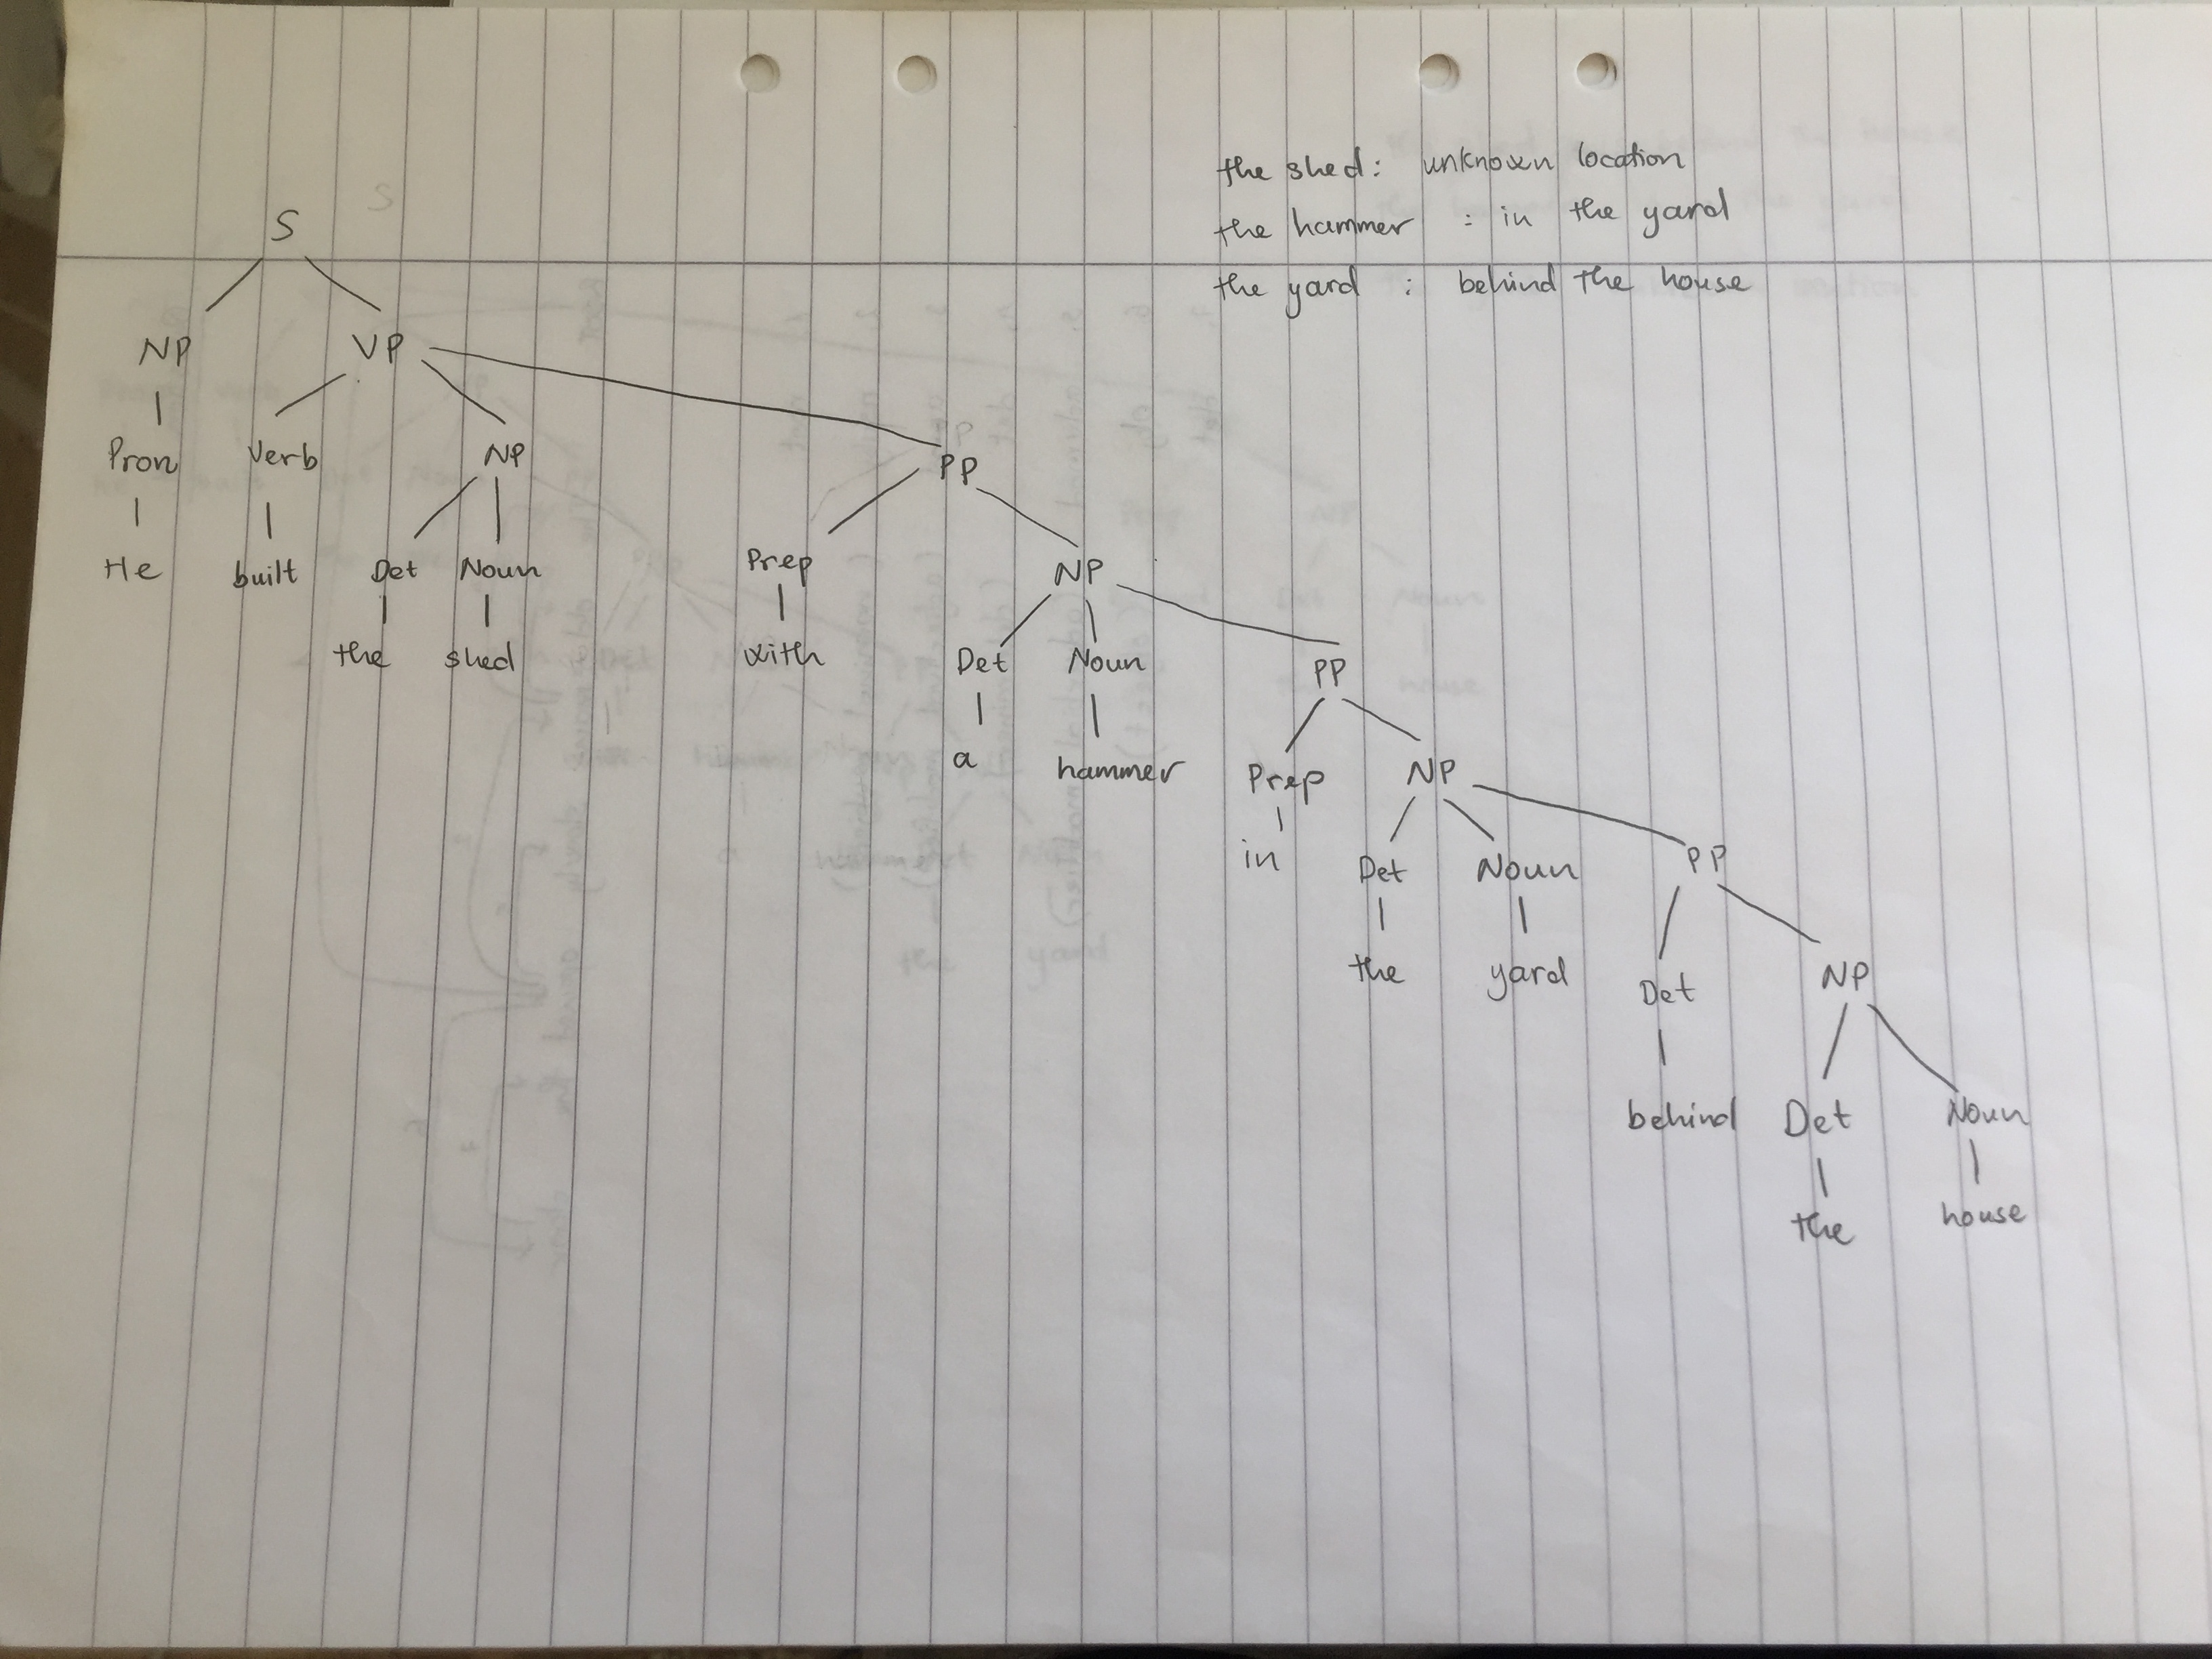 the shed: unknown location
the hammer : in the yard
the yard : behind the house
S
NP VP
Pron Verb NP PP
He built Det Noun Prep NP
the shed with Det Noun PP
a hammer Prep NP
in Det Noun PP
the yard Det NP
behind Det Noun
the house